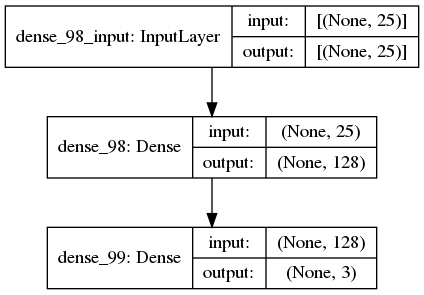 dense_98_input: InputLayer
input: [(None, 25)]
output: [(None, 25)]
dense_98: Dense
input: (None, 25)
output: (None, 128)
dense_99: Dense
input: (None, 128)
output: (None, 3)